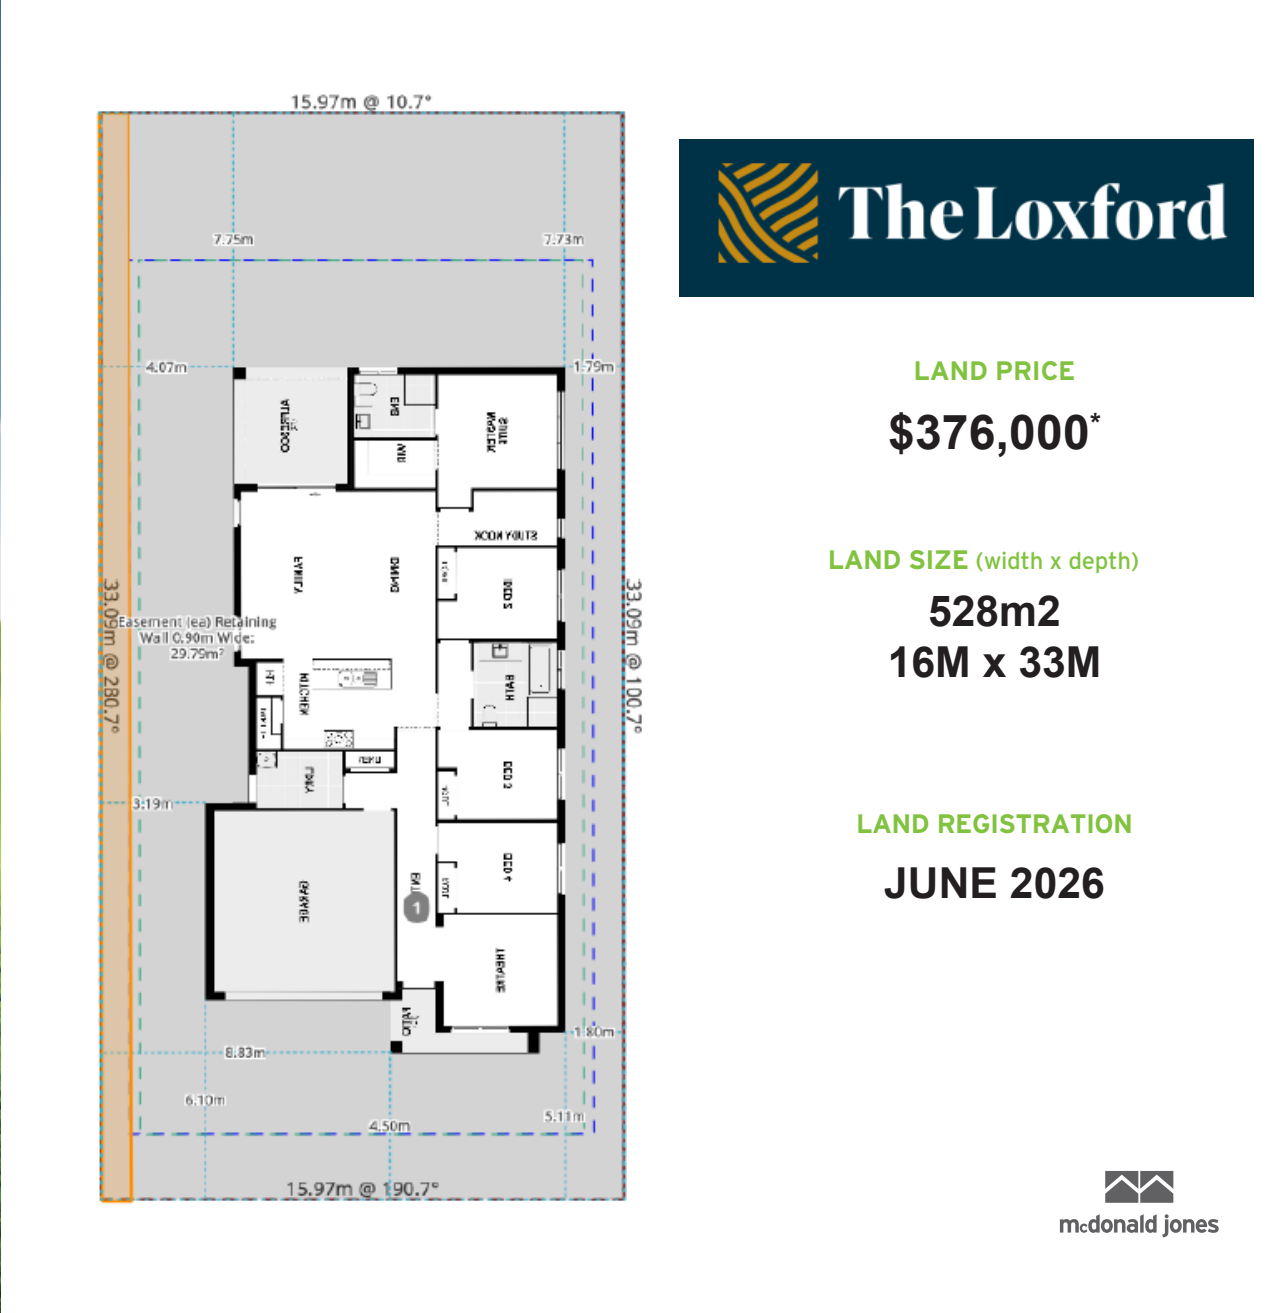 15.97m @ 10.7°
7.75m
7.73m
4.07m
1.79m
ALFRESCO
ENS
MASTER
SUITE
WIR
STUDY NOOK
FAMILY
DINING
BED 2
33.09m @ 280.7°
33.09m @ 100.7°
Easement (ea) Retaining
Wall 0.90m Wide:
29.79m²
KITCHEN
BATH
LINEN
L'DRY
BED 3
3.19m
BED 4
GARAGE
1
THEATRE
PATIO
1.80m
8.83m
6.10m
5.11m
4.50m
15.97m @ 190.7°
The Loxford
LAND PRICE
$376,000*
LAND SIZE (width x depth)
528m2
16M x 33M
LAND REGISTRATION
JUNE 2026
mcdonald jones